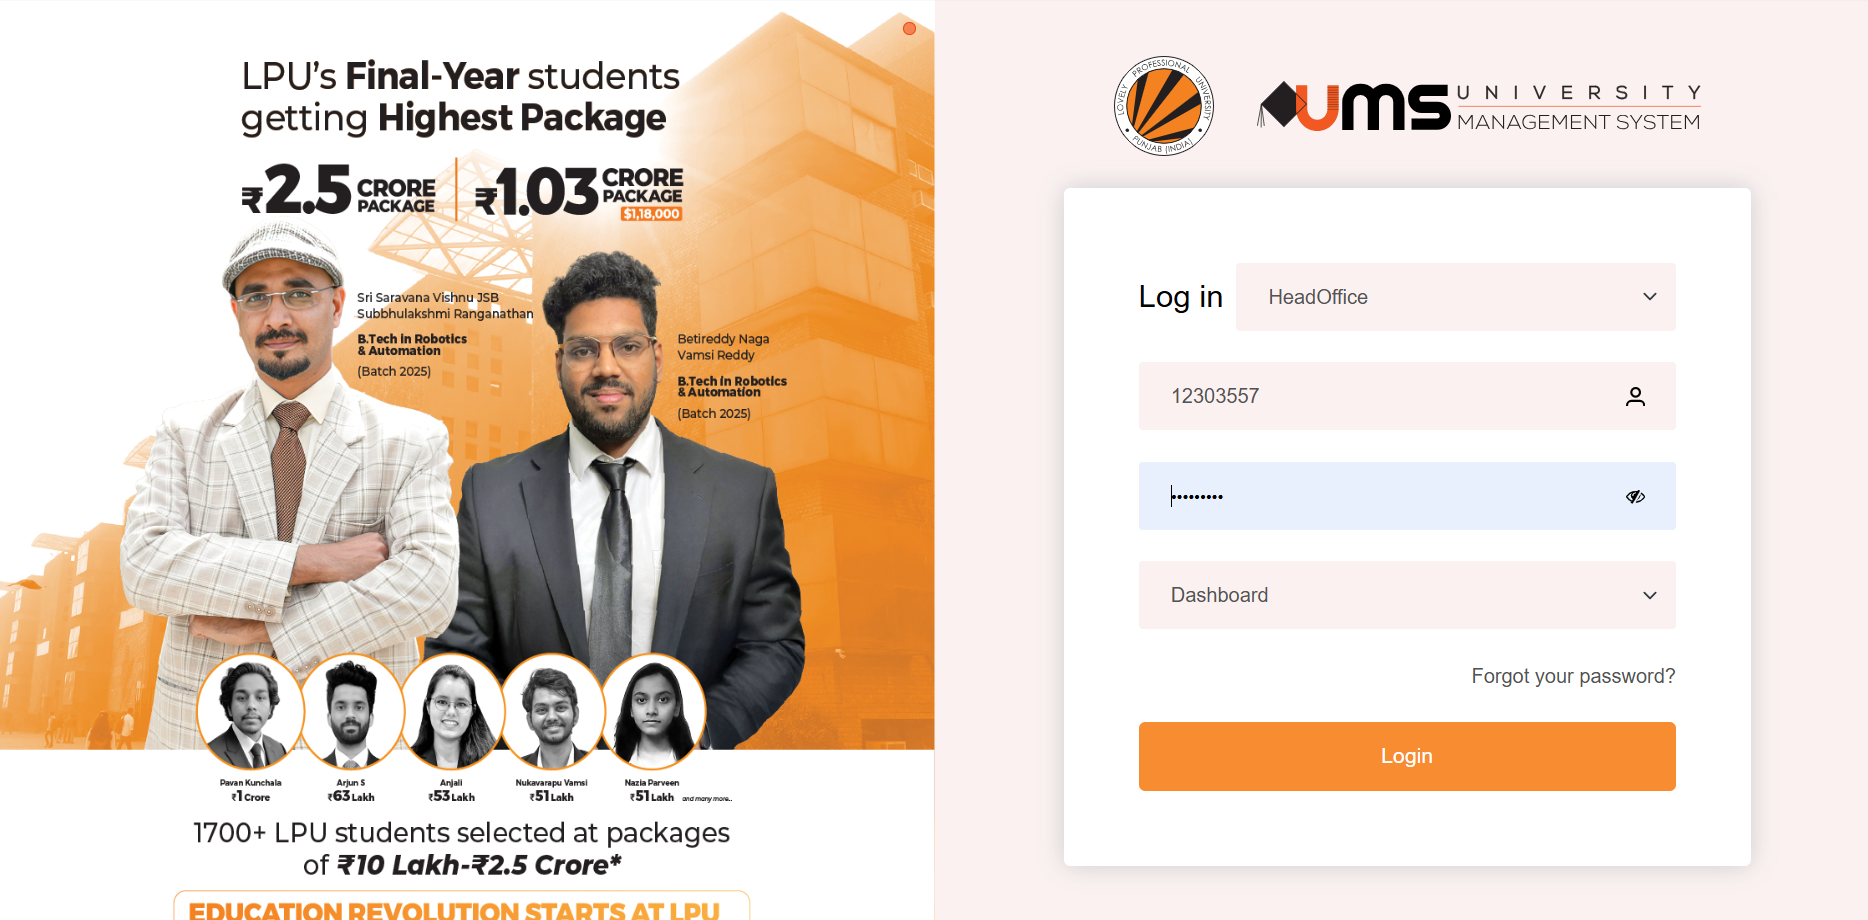 LPU's Final-Year students
getting Highest Package
₹2.5 CRORE PACKAGE
₹1.03 CRORE PACKAGE
$1,18,000
Sri Saravana Vishnu JSB
Subbhulakshmi Ranganathan
B.Tech in Robotics
& Automation
(Batch 2025)
Betireddy Naga
Vamsi Reddy
B.Tech in Robotics
& Automation
(Batch 2025)
Pavan Kunchala
₹1 Crore
Arjun S
₹63 Lakh
Anjali
₹53 Lakh
Nukavarapu Vamsi
₹51 Lakh
Nazia Parveen
₹51 Lakh
and many more..
1700+ LPU students selected at packages
of ₹10 Lakh-₹2.5 Crore*
EDUCATION REVOLUTION STARTS AT LPU
LOVELY PROFESSIONAL UNIVERSITY
PUNJAB (INDIA)
UMS UNIVERSITY
MANAGEMENT SYSTEM
Log in
HeadOffice
12303557
•••••••••
Dashboard
Forgot your password?
Login